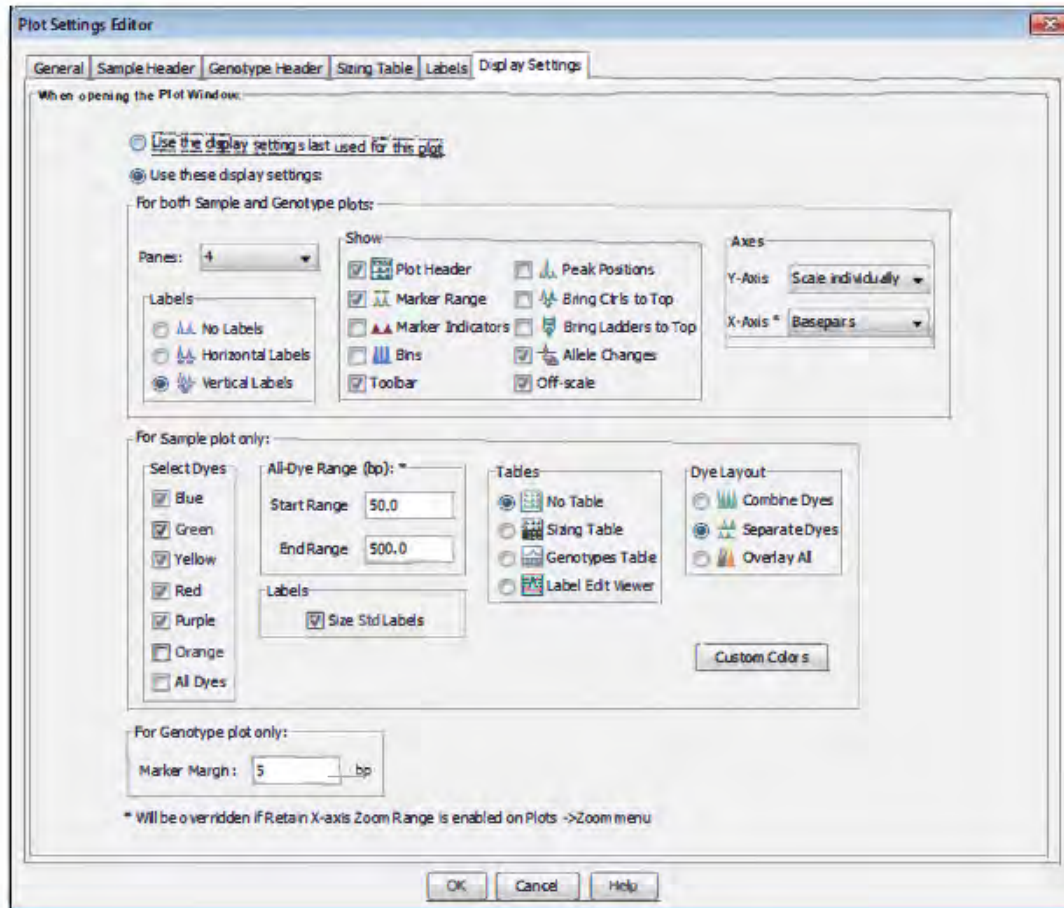 Plot Settings Editor
General Sample Header Genotype Header Sizing Table Labels Display Settings
When opening the Plot Window:
Use the display settings last used for this plot
Use these display settings:
For both Sample and Genotype plots:
Panes: 4
Labels
No Labels
Horizontal Labels
Vertical Labels
Show
Plot Header
Marker Range
Marker Indicators
Bins
Toolbar
Peak Positions
Bring Ctrls to Top
Bring Ladders to Top
Allele Changes
Off-scale
Axes
Y-Axis Scale individually
X-Axis * Basepairs
For Sample plot only:
Select Dyes
Blue
Green
Yellow
Red
Purple
Orange
All Dyes
All-Dye Range (bp): *
Start Range 50.0
End Range 500.0
Labels
Size Std Labels
Tables
No Table
Sizing Table
Genotypes Table
Label Edit Viewer
Dye Layout
Combine Dyes
Separate Dyes
Overlay All
Custom Colors
For Genotype plot only:
Marker Margin: 5 bp
* Will be overridden if Retain X-axis Zoom Range is enabled on Plots ->Zoom menu
OK Cancel Help